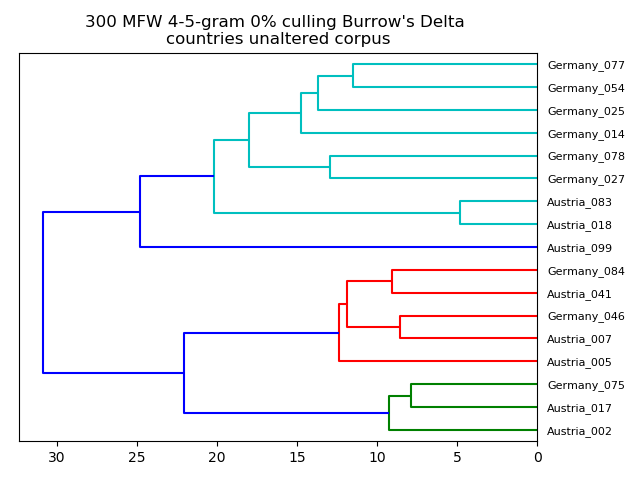 300 MFW 4-5-gram 0% culling Burrow's Delta
countries unaltered corpus
Germany_077
Germany_054
Germany_025
Germany_014
Germany_078
Germany_027
Austria_083
Austria_018
Austria_099
Germany_084
Austria_041
Germany_046
Austria_007
Austria_005
Germany_075
Austria_017
Austria_002
30 25 20 15 10 5 0